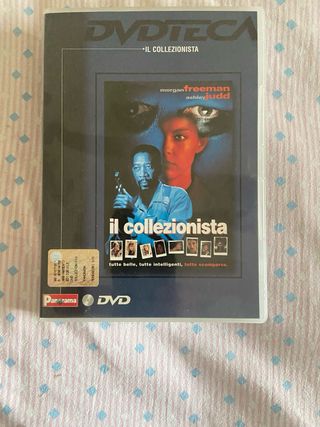 DVDTECA
•IL COLLEZIONISTA
morgan freeman
ashley judd
il collezionista
tutte belle, tutte intelligenti, tutte scomparse.
Panorama DVD